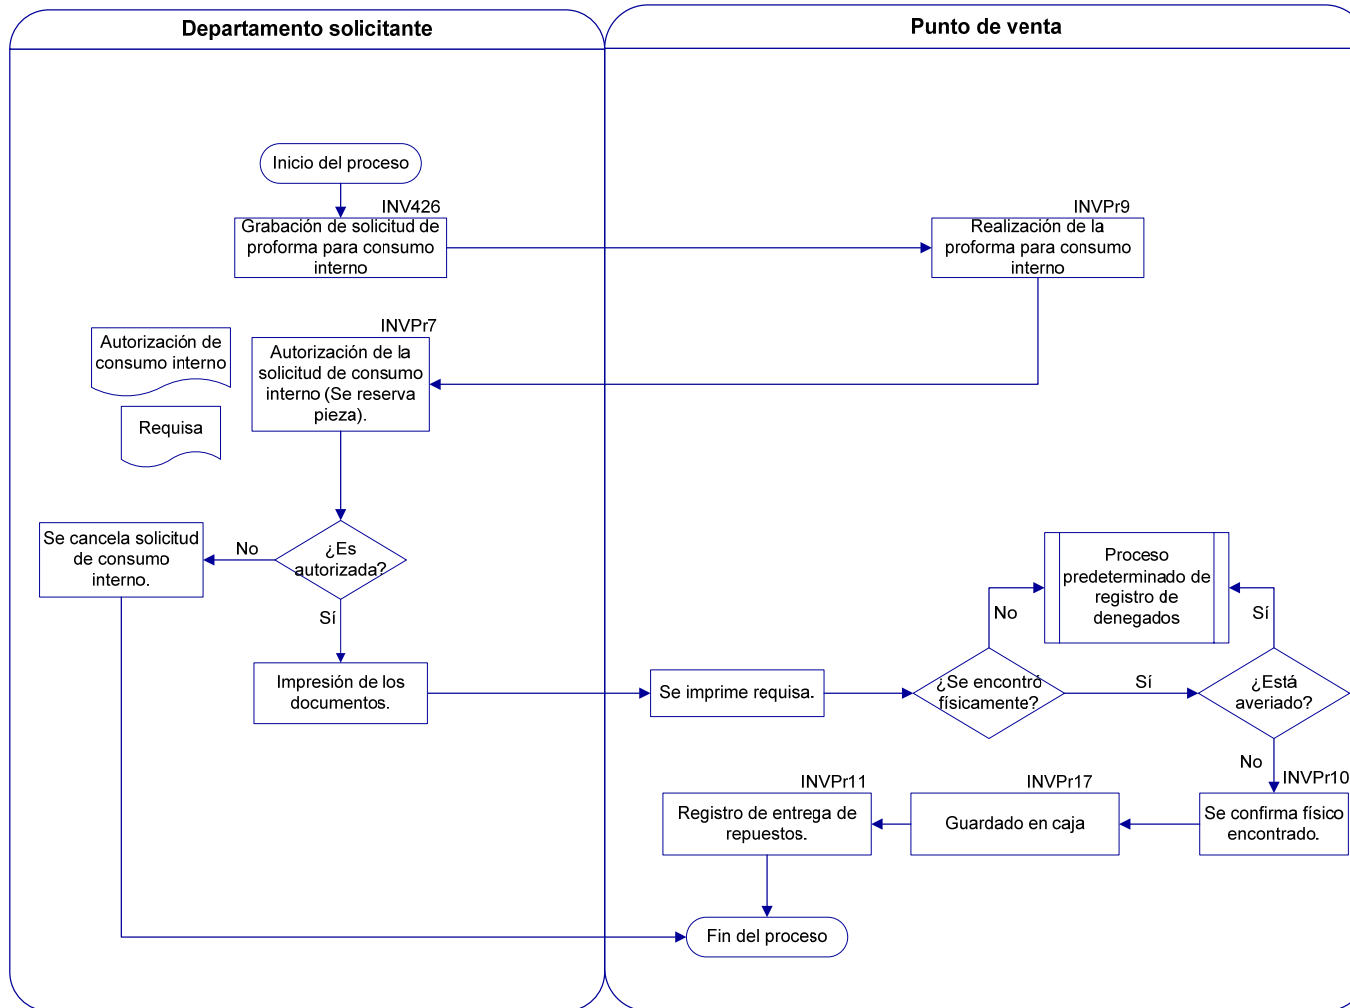 Departamento solicitante
Punto de venta
Inicio del proceso
INV426
Grabación de solicitud de
proforma para consumo
interno
INVPr9
Realización de la
proforma para consumo
interno
INVPr7
Autorización de
consumo interno
Autorización de la
solicitud de consumo
interno (Se reserva
pieza).
Requisa
Se cancela solicitud
de consumo
interno.
No
¿Es
autorizada?
Sí
Proceso
predeterminado de
registro de
denegados
No
Sí
Impresión de los
documentos.
Se imprime requisa.
¿Se encontró
físicamente?
Sí
¿Está
averiado?
No
INVPr11
INVPr17
INVPr10
Registro de entrega de
repuestos.
Guardado en caja
Se confirma físico
encontrado.
Fin del proceso